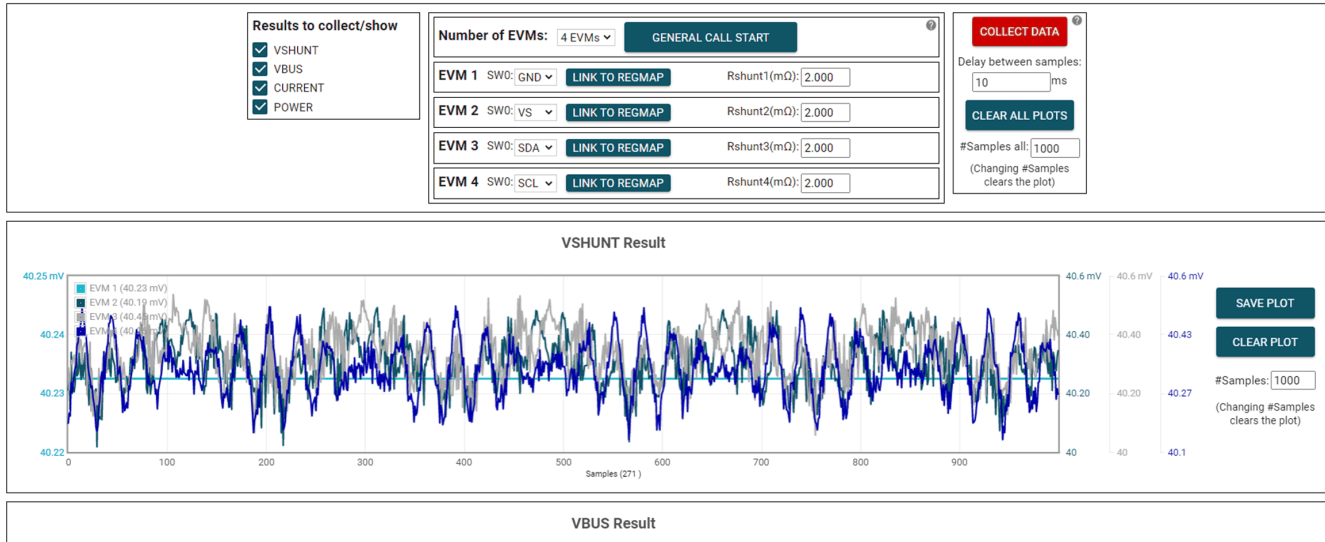 Results to collect/show
VSHUNT
VBUS
CURRENT
POWER
Number of EVMs: 4 EVMs GENERAL CALL START ?
EVM 1 SW0: GND LINK TO REGMAP Rshunt1(mΩ): 2.000
EVM 2 SW0: VS LINK TO REGMAP Rshunt2(mΩ): 2.000
EVM 3 SW0: SDA LINK TO REGMAP Rshunt3(mΩ): 2.000
EVM 4 SW0: SCL LINK TO REGMAP Rshunt4(mΩ): 2.000
COLLECT DATA ?
Delay between samples:
10 ms
CLEAR ALL PLOTS
#Samples all: 1000
(Changing #Samples
clears the plot)
VSHUNT Result
40.25 mV
40.24
40.23
40.22
EVM 1 (40.23 mV)
EVM 2 (40.19 mV)
0 100 200 300 400 500 600 700 800 900
Samples (271 )
40.6 mV 40.6 mV 40.6 mV
40.40 40.40 40.43
40.20 40.20 40.27
40 40 40.1
SAVE PLOT
CLEAR PLOT
#Samples: 1000
(Changing #Samples
clears the plot)
VBUS Result